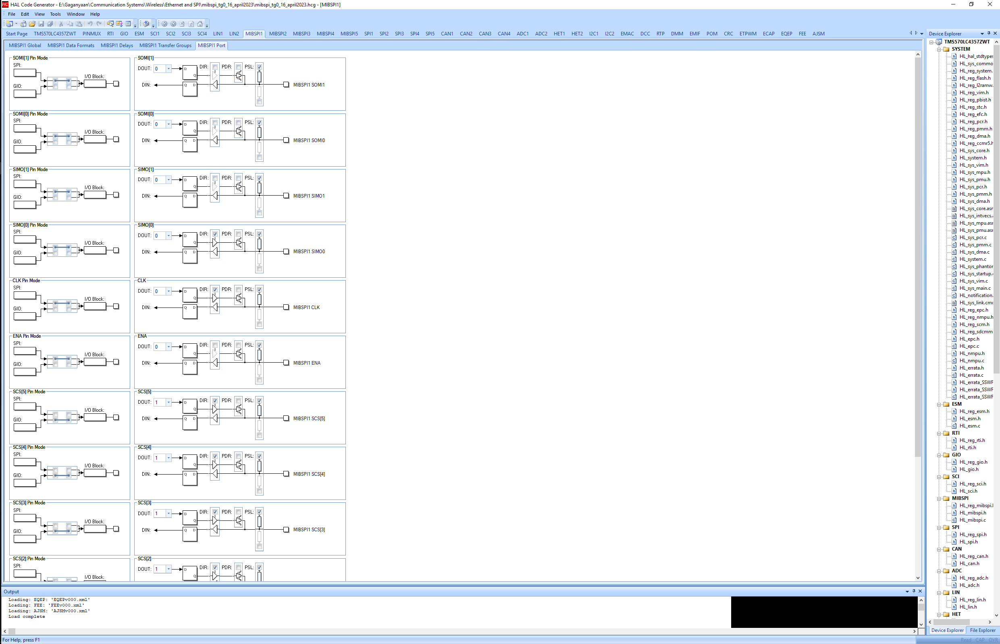 HC HAL Code Generator - E:\Gaganyaan\Communication Systems\Wireless\Ethernet and SPI\mibspi_tg0_16_april2023\mibspi_tg0_16_april2023.hcg - [MIBSPI1]
File Edit View Tools Window Help
Start Page TMS570LC4357ZWT PINMUX RTI GIO ESM SCI1 SCI2 SCI3 SCI4 LIN1 LIN2 MIBSPI1 MIBSPI2 MIBSPI3 MIBSPI4 MIBSPI5 SPI1 SPI2 SPI3 SPI4 SPI5 CAN1 CAN2 CAN3 CAN4 ADC1 ADC2 HET1 HET2 I2C1 I2C2 EMAC DCC RTP DMM EMIF POM CRC ETPWM ECAP EQEP FEE AJSM
MIBSPI1 Global MIBSPI1 Data Formats MIBSPI1 Delays MIBSPI1 Transfer Groups MIBSPI1 Port
SOMI[1] Pin Mode
SPI:
I/O Block:
GIO:
SOMI[1]
DOUT: 0 D Q DIR: PDR: PSL:
DIN: Q D MIBSPI1 SOMI1
SOMI[0] Pin Mode
SPI:
I/O Block:
GIO:
SOMI[0]
DOUT: 0 D Q DIR: PDR: PSL:
DIN: Q D MIBSPI1 SOMI0
SIMO[1] Pin Mode
SPI:
I/O Block:
GIO:
SIMO[1]
DOUT: 0 D Q DIR: PDR: PSL:
DIN: Q D MIBSPI1 SIMO1
SIMO[0] Pin Mode
SPI:
I/O Block:
GIO:
SIMO[0]
DOUT: 0 D Q DIR: PDR: PSL:
DIN: Q D MIBSPI1 SIMO0
CLK Pin Mode
SPI:
I/O Block:
GIO:
CLK
DOUT: 0 D Q DIR: PDR: PSL:
DIN: Q D MIBSPI1 CLK
ENA Pin Mode
SPI:
I/O Block:
GIO:
ENA
DOUT: 0 D Q DIR: PDR: PSL:
DIN: Q D MIBSPI1 ENA
SCS[5] Pin Mode
SPI:
I/O Block:
GIO:
SCS[5]
DOUT: 1 D Q DIR: PDR: PSL:
DIN: Q D MIBSPI1 SCS[5]
SCS[4] Pin Mode
SPI:
I/O Block:
GIO:
SCS[4]
DOUT: 1 D Q DIR: PDR: PSL:
DIN: Q D MIBSPI1 SCS[4]
SCS[3] Pin Mode
SPI:
I/O Block:
GIO:
SCS[3]
DOUT: 1 D Q DIR: PDR: PSL:
DIN: Q D MIBSPI1 SCS[3]
SCS[2] Pin Mode
SPI:
I/O Block:
SCS[2]
DOUT: 1 D Q DIR: PDR: PSL:
Output
Loading: EQEP: 'EQEPv000.xml'
Loading: FEE: 'FEEv000.xml'
Loading: AJSM: 'AJSMv000.xml'
Load complete
For Help, press F1
Device Explorer
TMS570LC4357ZWT
SYSTEM
HL_hal_stdtypes
HL_sys_commo
HL_reg_system.
HL_reg_flash.h
HL_reg_l2ramw.
HL_reg_vim.h
HL_reg_pbist.h
HL_reg_stc.h
HL_reg_efc.h
HL_reg_pcr.h
HL_reg_pmm.h
HL_reg_dma.h
HL_reg_ccmr5.h
HL_sys_core.h
HL_system.h
HL_sys_vim.h
HL_sys_mpu.h
HL_sys_pmu.h
HL_sys_pcr.h
HL_sys_pmm.h
HL_sys_dma.h
HL_sys_core.asm
HL_sys_intvecs.a
HL_sys_mpu.asm
HL_sys_pmu.asm
HL_sys_pcr.c
HL_sys_pmm.c
HL_sys_dma.c
HL_system.c
HL_sys_phantom
HL_sys_startup.c
HL_sys_vim.c
HL_sys_main.c
HL_notification.
HL_sys_link.cmd
HL_reg_epc.h
HL_reg_nmpu.h
HL_reg_scm.h
HL_reg_sdcmm
HL_epc.h
HL_epc.c
HL_nmpu.h
HL_nmpu.c
HL_errata.h
HL_errata.c
HL_errata_SSWF
HL_errata_SSWF
HL_errata_SSWF
ESM
HL_reg_esm.h
HL_esm.h
HL_esm.c
RTI
HL_reg_rti.h
HL_rti.h
GIO
HL_reg_gio.h
HL_gio.h
SCI
HL_reg_sci.h
HL_sci.h
MIBSPI
HL_reg_mibspi.h
HL_mibspi.h
HL_mibspi.c
SPI
HL_reg_spi.h
HL_spi.h
CAN
HL_reg_can.h
HL_can.h
ADC
HL_reg_adc.h
HL_adc.h
LIN
HL_reg_lin.h
HL_lin.h
HET
Device Explorer File Explorer
Read CAP OVR